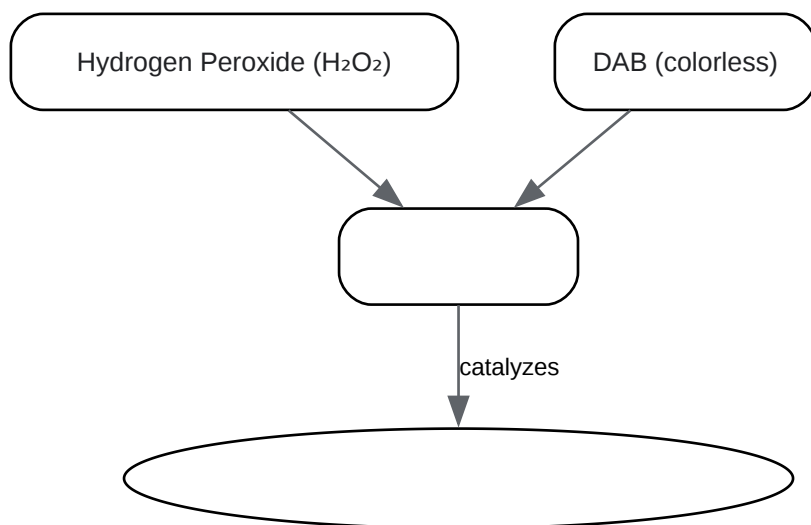 Hydrogen Peroxide (H₂O₂)
DAB (colorless)
catalyzes